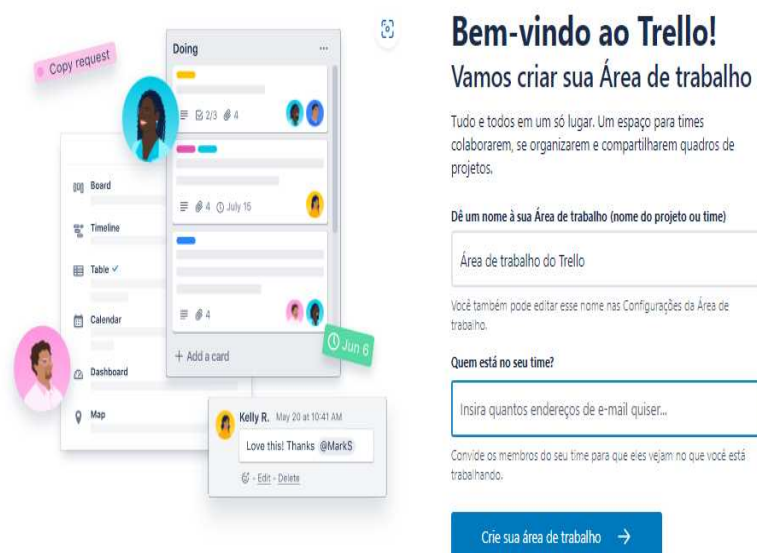 Copy request
Doing
...
2/3 4
4 July 16
4
+ Add a card
Jun 6
Board
Timeline
Table
Calendar
Dashboard
Map
Kelly R. May 20 at 10:41 AM
Love this! Thanks @MarkS
- Edit - Delete
Bem-vindo ao Trello!
Vamos criar sua Área de trabalho
Tudo e todos em um só lugar. Um espaço para times
colaborarem, se organizarem e compartilharem quadros de
projetos.
Dê um nome à sua Área de trabalho (nome do projeto ou time)
Área de trabalho do Trello
Você também pode editar esse nome nas Configurações da Área de
trabalho.
Quem está no seu time?
Insira quantos endereços de e-mail quiser...
Convide os membros do seu time para que eles vejam no que você está
trabalhando.
Crie sua área de trabalho →